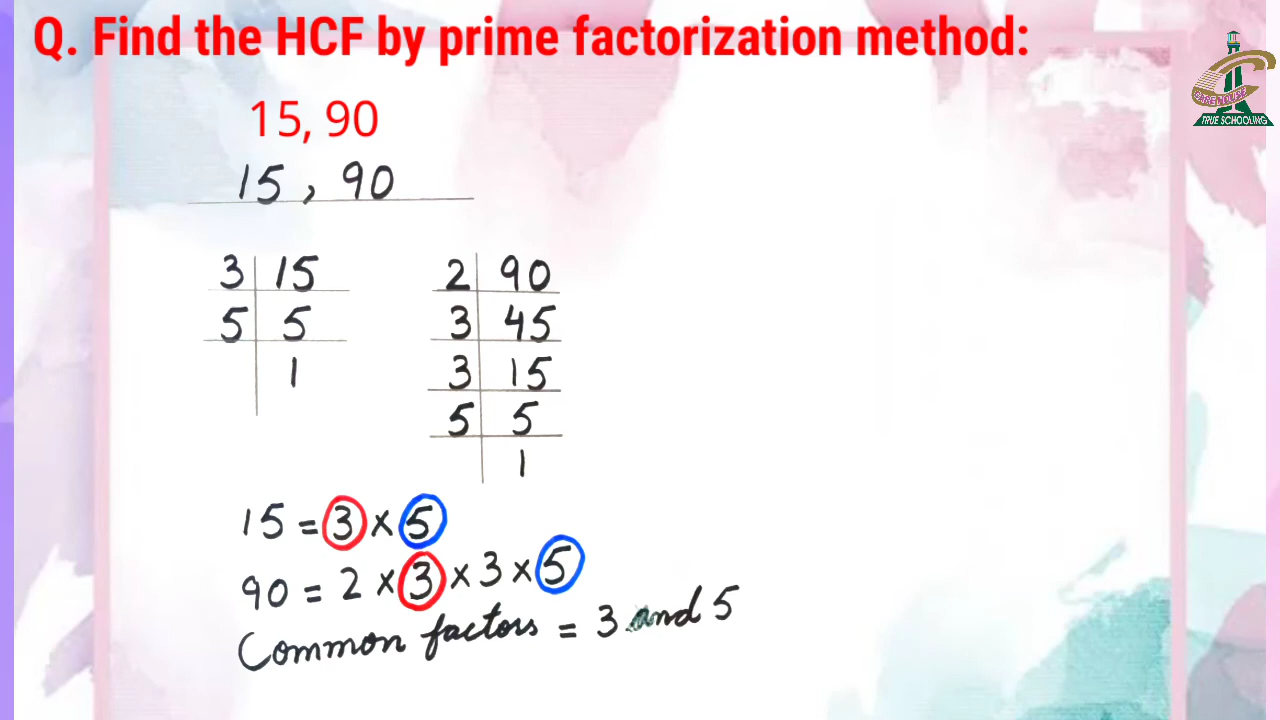 Q. Find the HCF by prime factorization method:
CARE HOUSE
TRUE SCHOOLING
15, 90
15 , 90
3 15
5 5
1
2 90
3 45
3 15
5 5
1
15 = 3 × 5
90 = 2 × 3 × 3 × 5
Common factors = 3 and 5